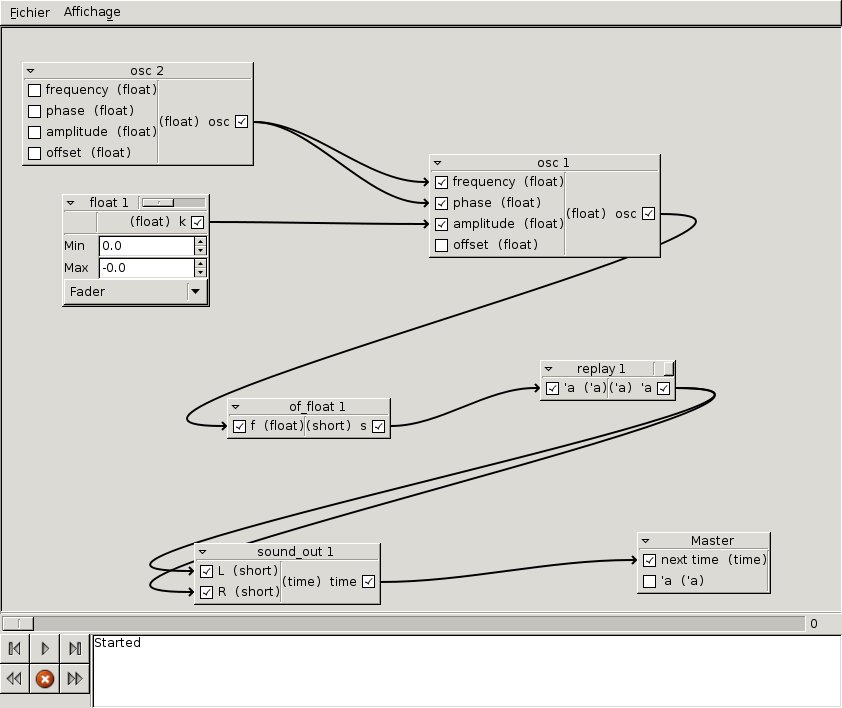 Fichier Affichage
osc 2
frequency (float)
phase (float)
amplitude (float)
offset (float)
(float) osc
osc 1
frequency (float)
phase (float)
amplitude (float)
offset (float)
(float) osc
float 1
(float) k
Min 0.0
Max -0.0
Fader
replay 1
'a ('a) ('a) 'a
of_float 1
f (float) (short) s
sound_out 1
L (short)
R (short)
(time) time
Master
next time (time)
'a ('a)
0
Started